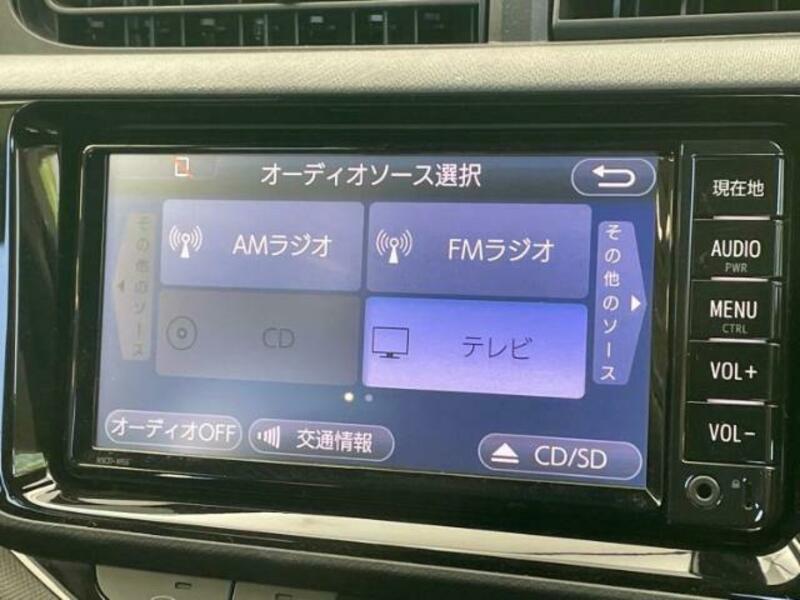 オーディオソース選択
その他のソース
AMラジオ
FMラジオ
その他のソース
CD
テレビ
オーディオOFF
交通情報
CD/SD
現在地
AUDIO
PWR
MENU
CTRL
VOL+
VOL-